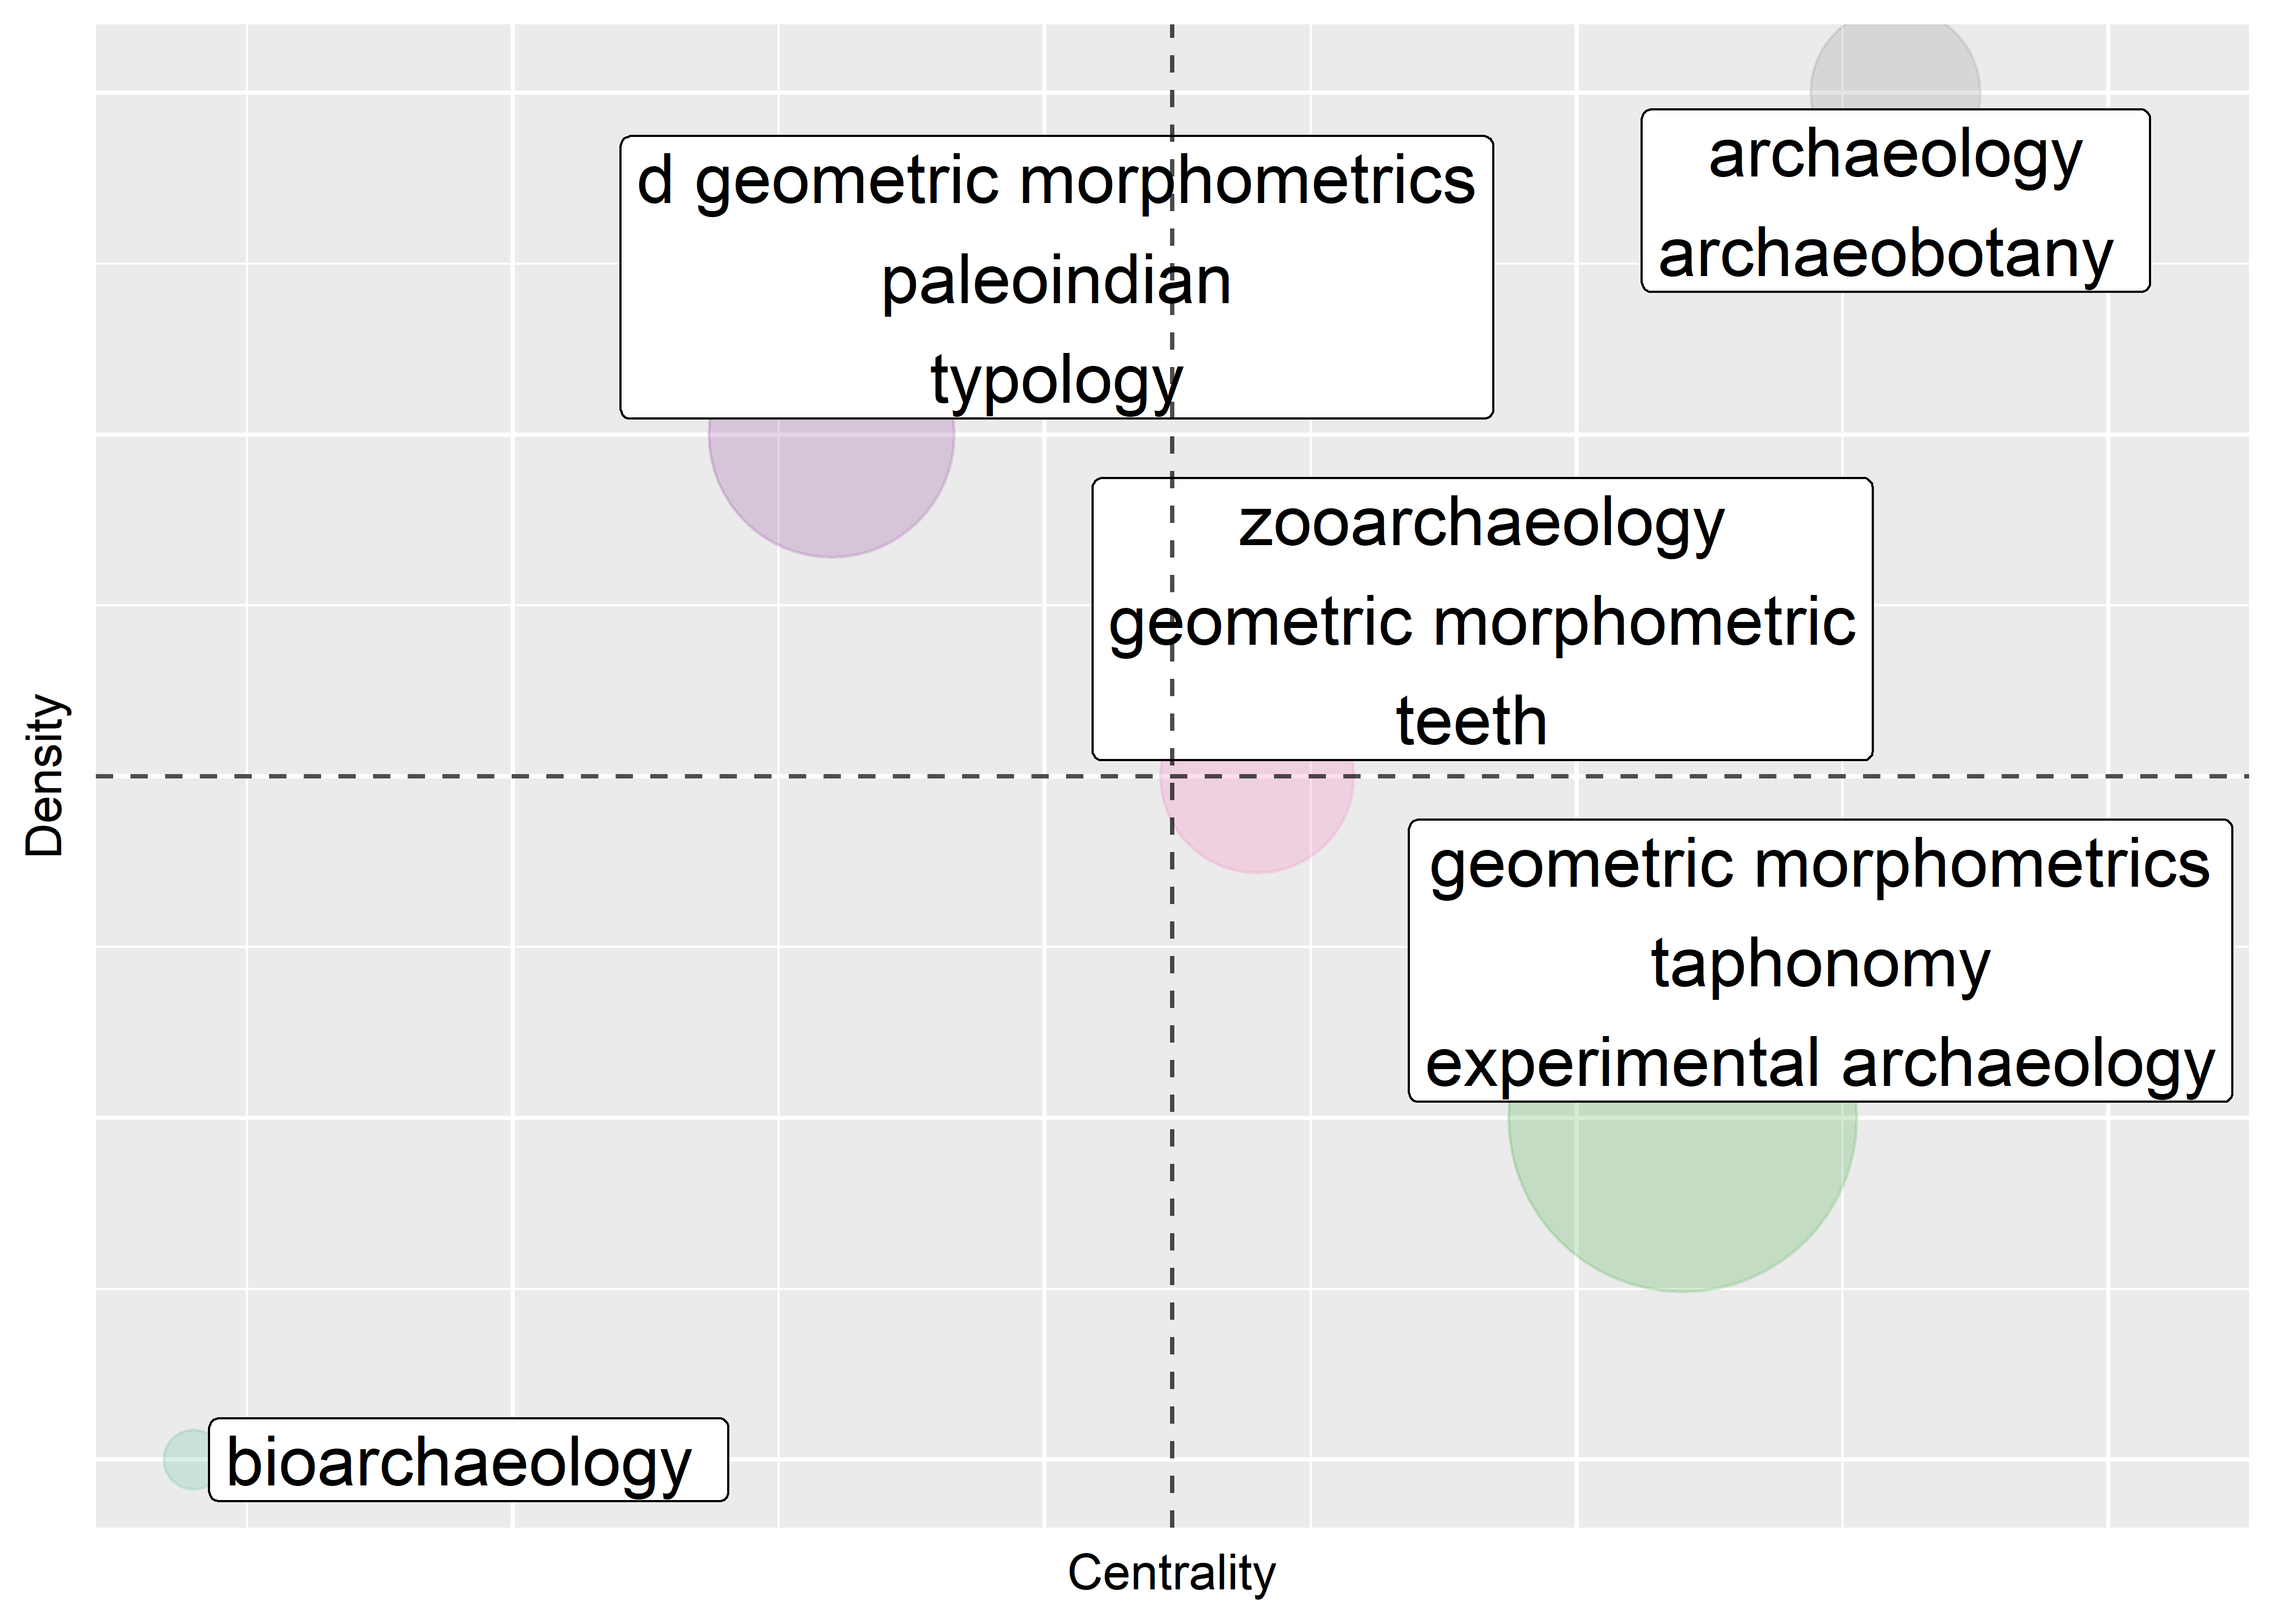 archaeology
archaeobotany
d geometric morphometrics
paleoindian
typology
zooarchaeology
geometric morphometric
teeth
geometric morphometrics
taphonomy
experimental archaeology
bioarchaeology
Density
Centrality